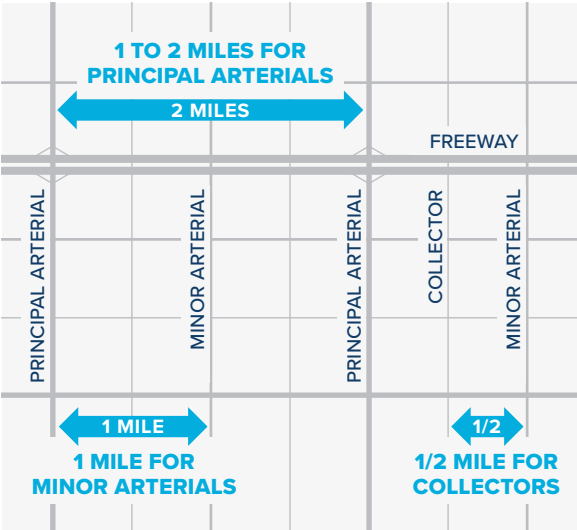 1 TO 2 MILES FOR
PRINCIPAL ARTERIALS
2 MILES
FREEWAY
PRINCIPAL ARTERIAL
MINOR ARTERIAL
PRINCIPAL ARTERIAL
COLLECTOR
MINOR ARTERIAL
1 MILE
1/2
1 MILE FOR
MINOR ARTERIALS
1/2 MILE FOR
COLLECTORS